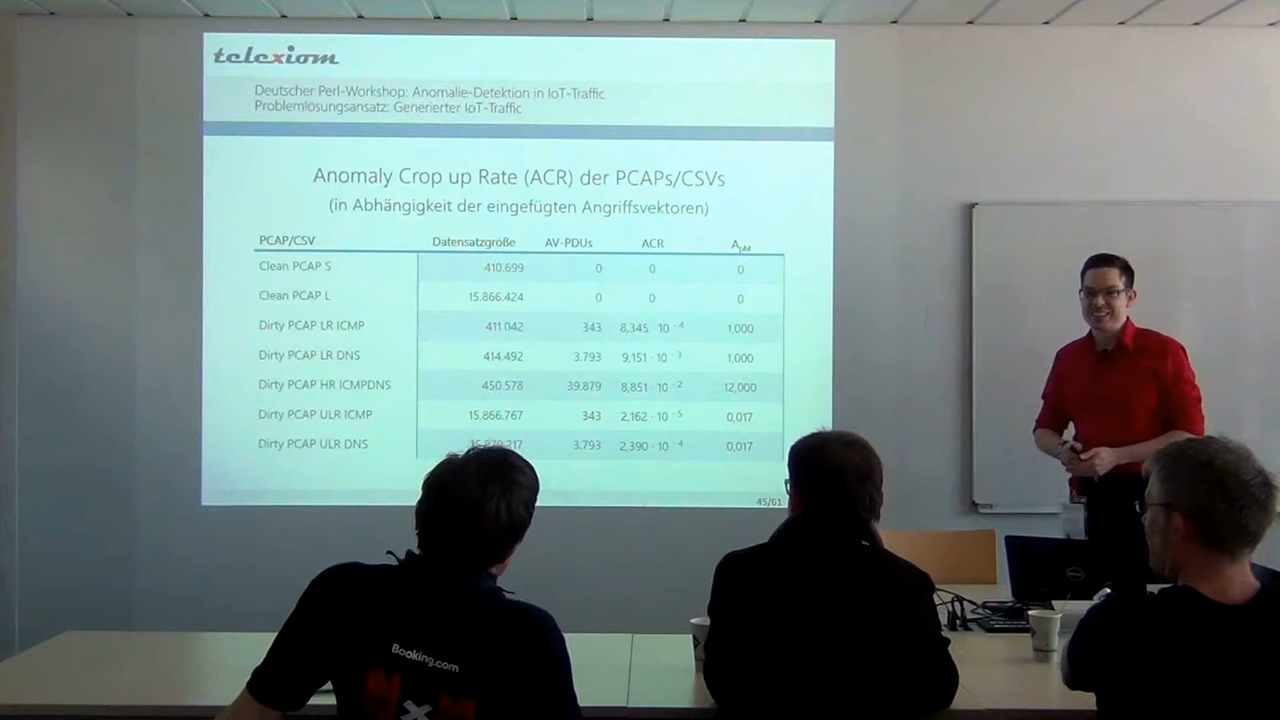 telexiom
Deutscher Perl-Workshop: Anomalie-Detektion in IoT-Traffic
Problemlösungsansatz: Generierter IoT-Traffic
Anomaly Crop up Rate (ACR) der PCAPs/CSVs
(in Abhängigkeit der eingefügten Angriffsvektoren)
PCAP/CSV Datensatzgröße AV-PDUs ACR ApM
Clean PCAP S 410.699 0 0 0
Clean PCAP L 15.866.424 0 0 0
Dirty PCAP LR ICMP 411.042 343 8,345 · 10 -4 1,000
Dirty PCAP LR DNS 414.492 3.793 9,151 · 10 -3 1,000
Dirty PCAP HR ICMPDNS 450.578 39.879 8,851 · 10 -2 12,000
Dirty PCAP ULR ICMP 15.866.767 343 2,162 · 10 -5 0,017
Dirty PCAP ULR DNS 3.793 2,390 · 10 -4 0,017
45/61
DELL
Booking.com